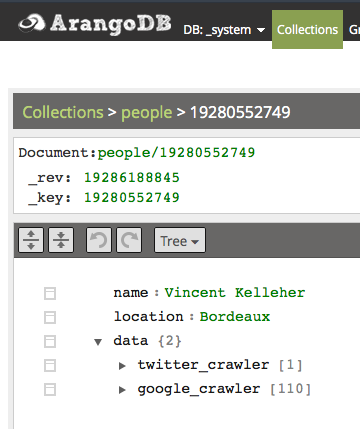 ArangoDB DB: _system Collections
Collections > people > 19280552749
Document:people/19280552749
_rev: 19286188845
_key: 19280552749
Tree
name : Vincent Kelleher
location : Bordeaux
data {2}
twitter_crawler [1]
google_crawler [110]